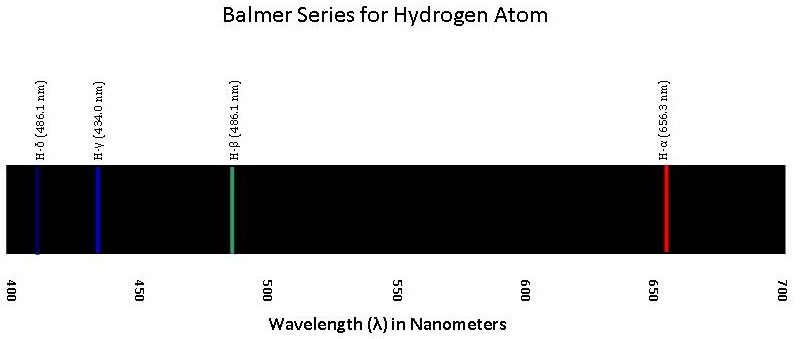 Balmer Series for Hydrogen Atom
H-δ (486.1 nm)
H-γ (434.0 nm)
H-β (486.1 nm)
H-α (656.3 nm)
400
450
500
550
600
650
700
Wavelength (λ) in Nanometers